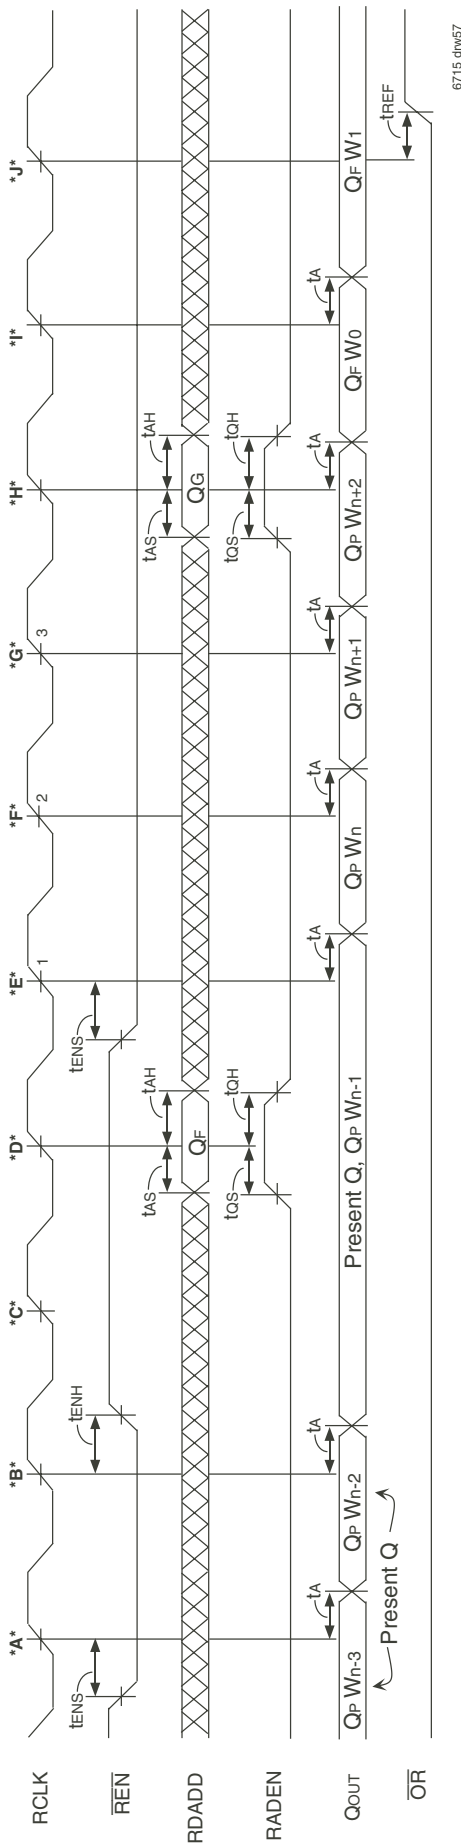 *A* *B* *C* *D* *E* *F* *G* *H* *I* *J*
RCLK 1 2 3
tENS tENH tENS
REN
tAS tAH tAS tAH
RDADD QF QG
tQS tQH tQS tQH
RADEN
tA tA tA tA tA tA tA tA
QOUT QP Wn-3 QP Wn-2 Present Q, QP Wn-1 QP Wn QP Wn+1 QP Wn+2 QF W0 QF W1
Present Q
tREF
OR
6715 drw57